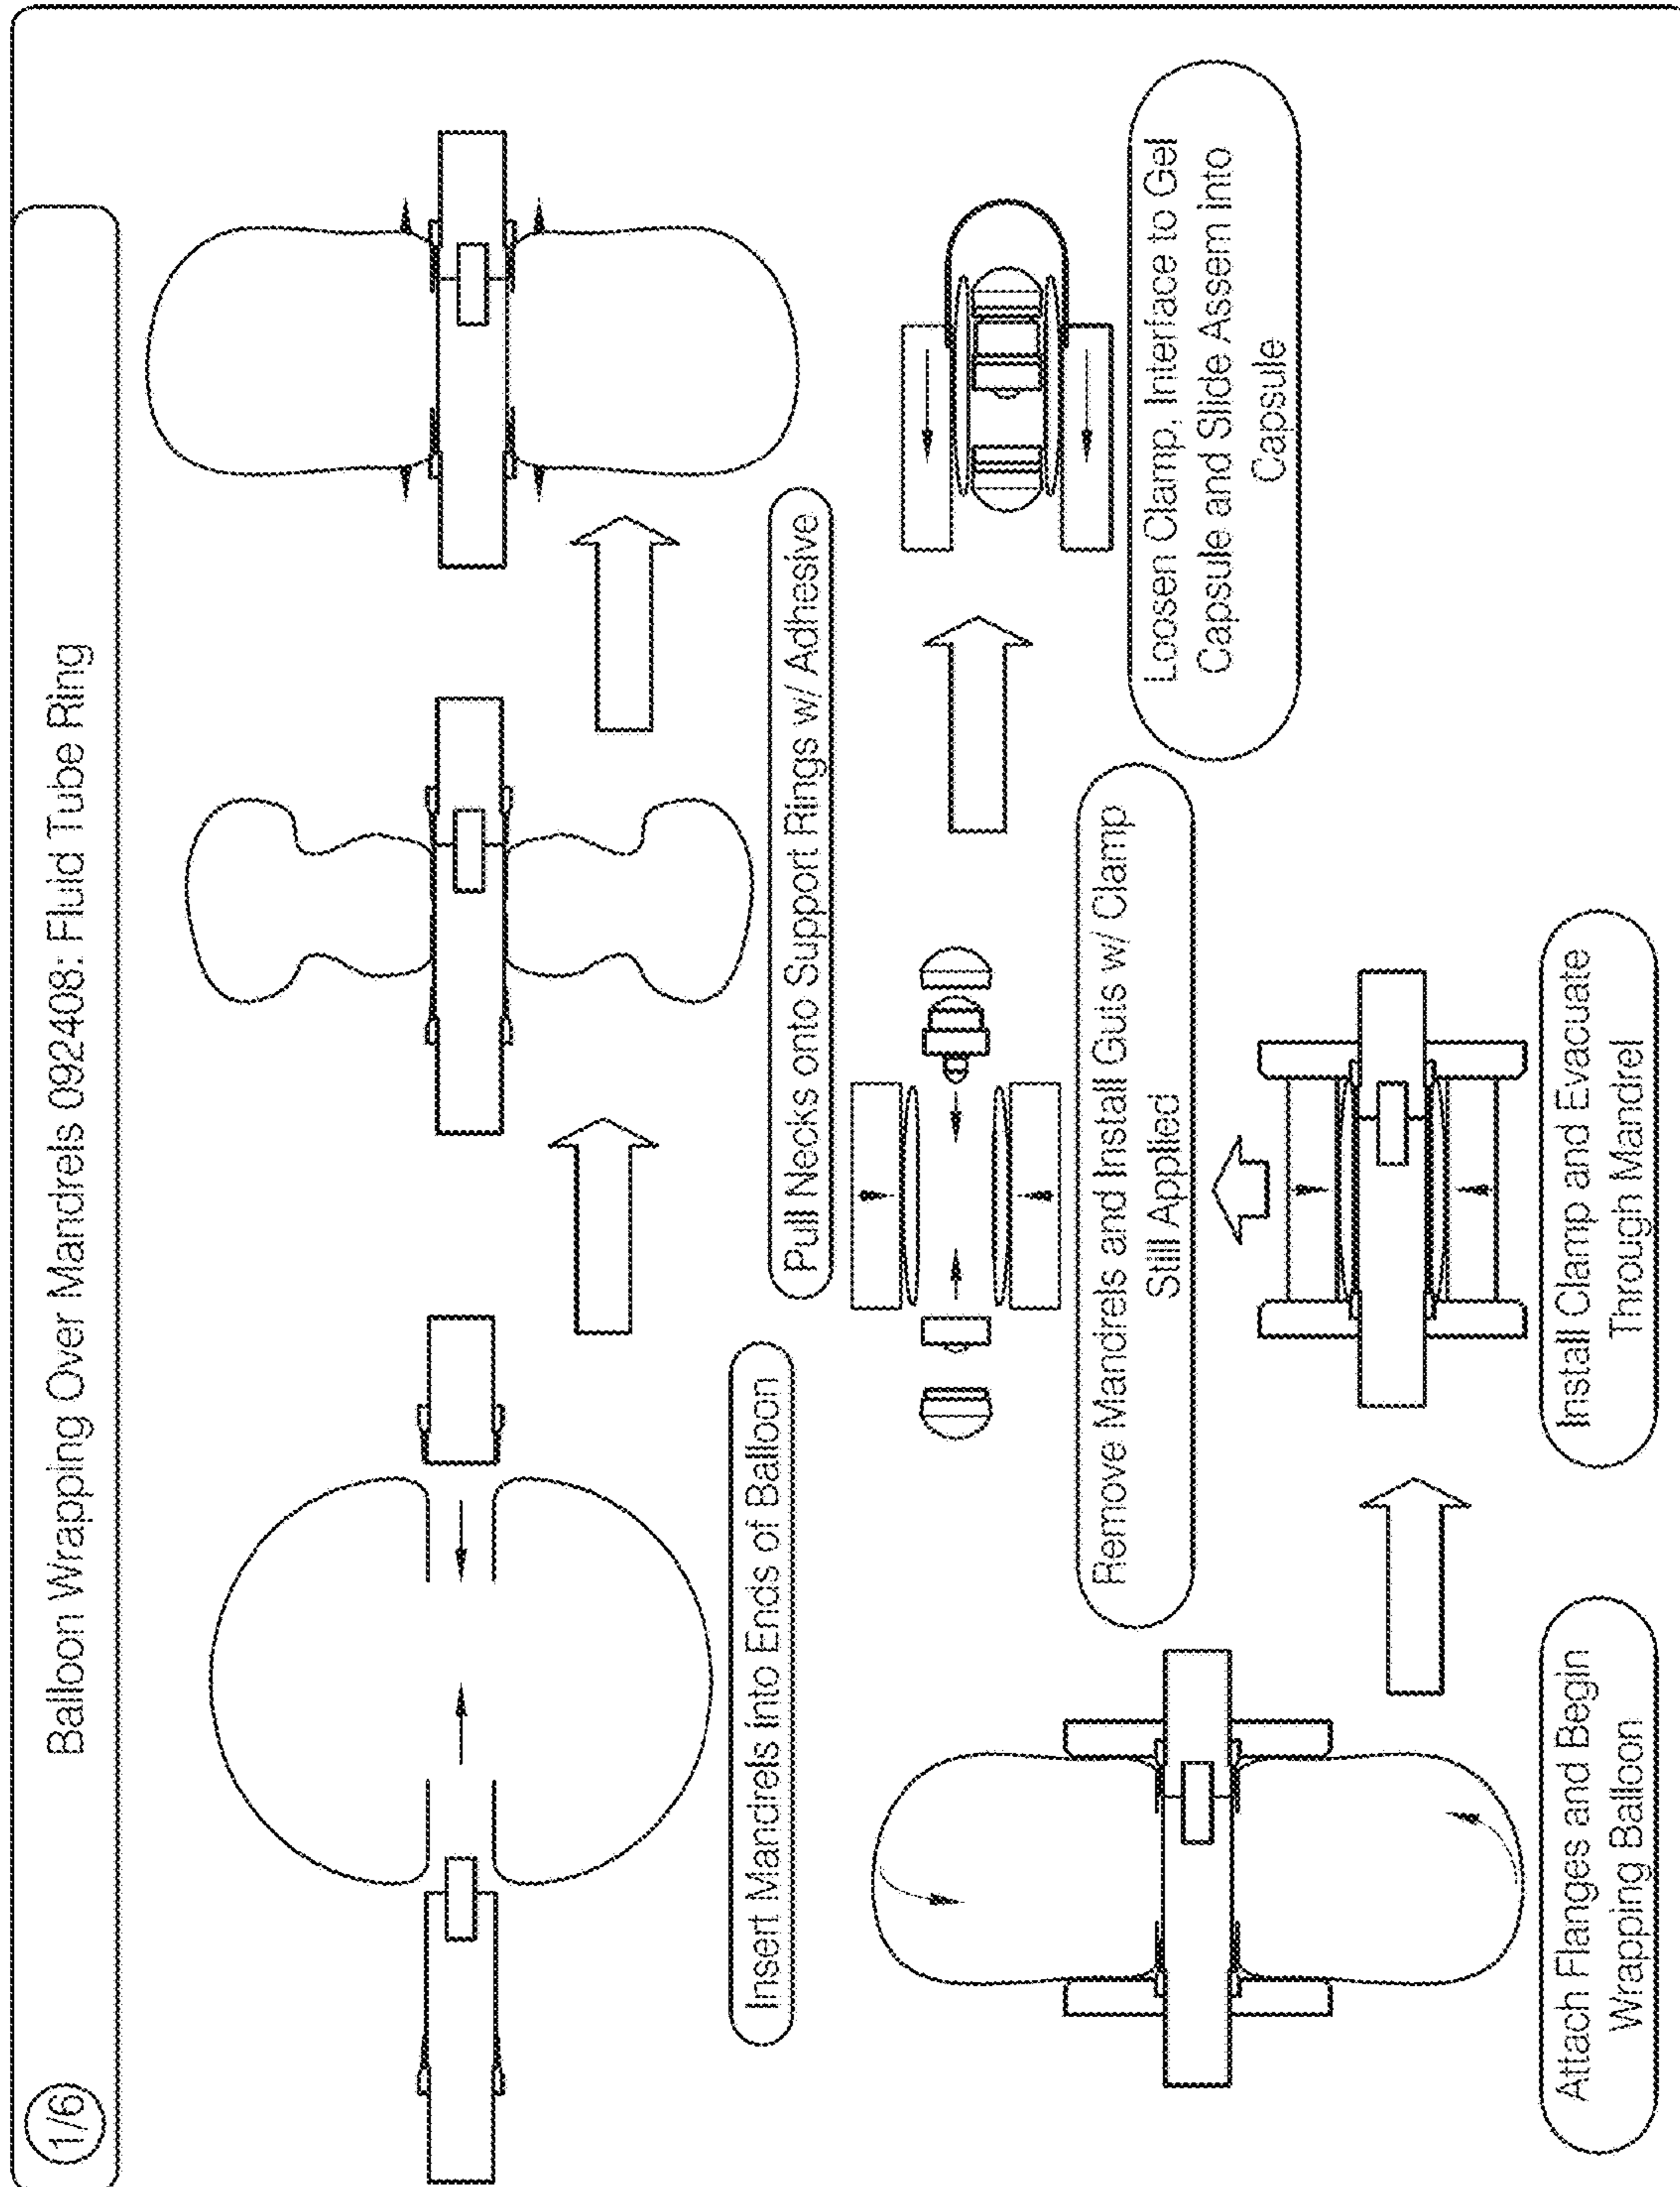 1/6
Balloon Wrapping Over Mandrels 092408: Fluid Tube Ring
Insert Mandrels Into Ends of Balloon
Pull Necks onto Support Rings w/ Adhesive
Attach Flanges and Begin
Wrapping Balloon
Install Clamp and Evacuate
Through Mandrel
Remove Mandrels and Install Guts w/ Clamp
Still Applied
Loosen Clamp, Interface to Gel
Capsule and Slide Assem into
Capsule